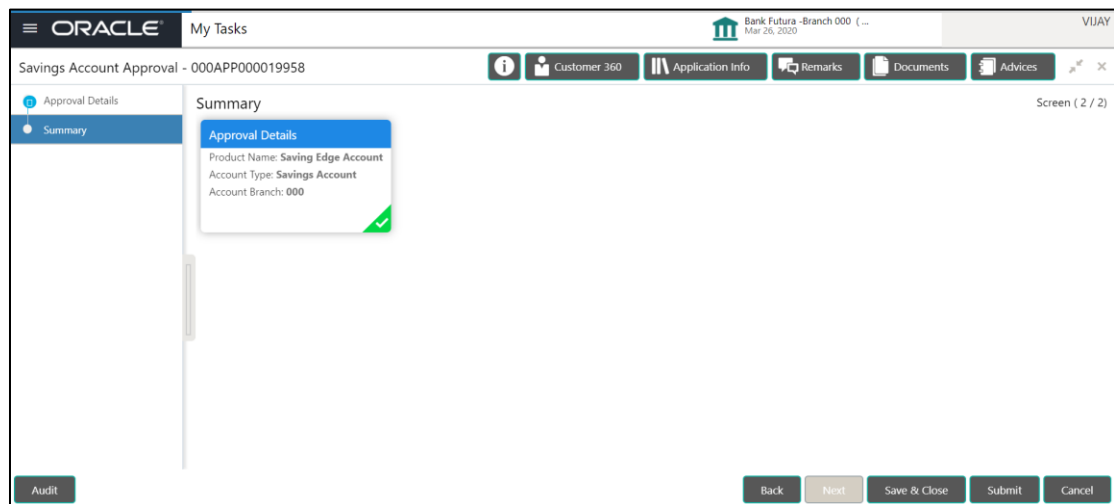 ORACLE®
My Tasks
Bank Futura -Branch 000 ( ...
Mar 26, 2020
VIJAY
Savings Account Approval - 000APP000019958
Customer 360
Application Info
Remarks
Documents
Advices
Approval Details
Summary
Summary
Screen ( 2 / 2)
Approval Details
Product Name: Saving Edge Account
Account Type: Savings Account
Account Branch: 000
Audit
Back
Next
Save & Close
Submit
Cancel